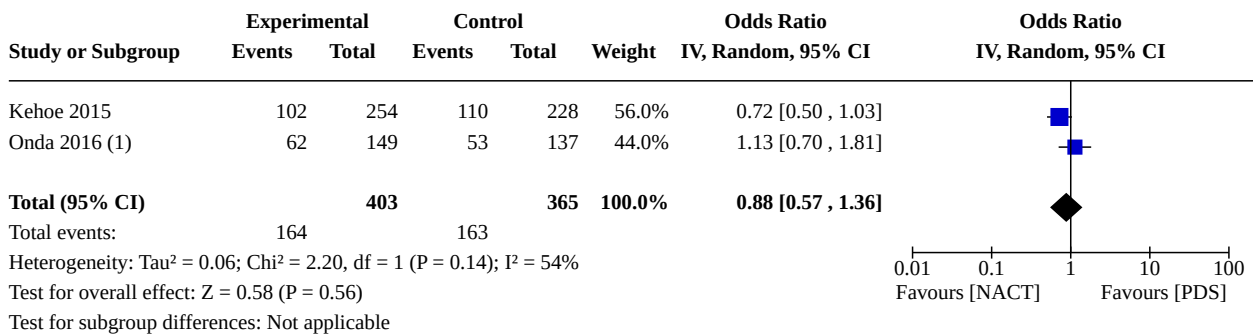 Experimental Control Odds Ratio Odds Ratio
Study or Subgroup Events Total Events Total Weight IV, Random, 95% CI IV, Random, 95% CI
Kehoe 2015 102 254 110 228 56.0% 0.72 [0.50 , 1.03]
Onda 2016 (1) 62 149 53 137 44.0% 1.13 [0.70 , 1.81]
Total (95% CI) 403 365 100.0% 0.88 [0.57 , 1.36]
Total events: 164 163
Heterogeneity: Tau² = 0.06; Chi² = 2.20, df = 1 (P = 0.14); I² = 54%
0.01 0.1 1 10 100
Test for overall effect: Z = 0.58 (P = 0.56) Favours [NACT] Favours [PDS]
Test for subgroup differences: Not applicable